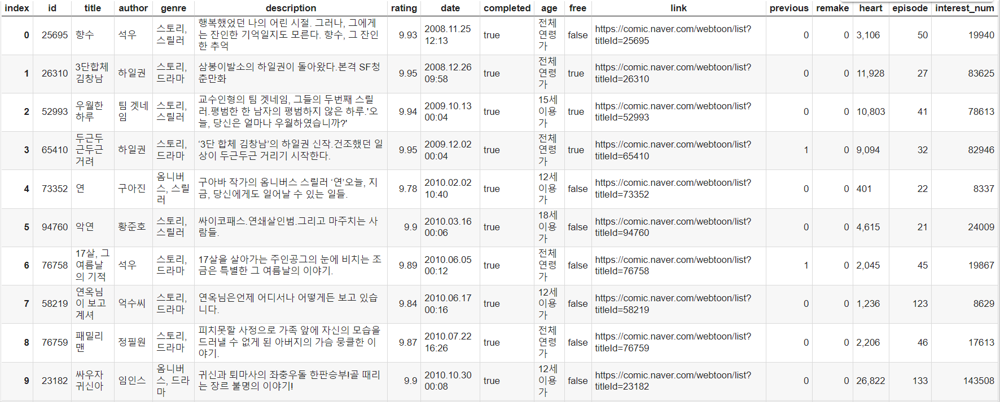 index id title author genre description rating date completed age free link previous remake heart episode interest_num
0 25695 향수 석우 스토리, 스릴러 행복했었던 나의 어린 시절. 그러나, 그에게는 잔인한 기억일지도 모른다. 향수, 그 잔인한 추억 9.93 2008.11.25 12:13 true 전체연령가 false https://comic.naver.com/webtoon/list?titleId=25695 0 0 3,106 50 19940
1 26310 3단합체 김창남 하일권 스토리, 드라마 삼봉이발소의 하일권이 돌아왔다.본격 SF청춘만화 9.95 2008.12.26 09:58 true 전체연령가 true https://comic.naver.com/webtoon/list?titleId=26310 0 0 11,928 27 83625
2 52993 우월한 하루 팀 겟네임 스토리, 스릴러 교수인형의 팀 겟네임, 그들의 두번째 스릴러.평범한 한 남자의 평범하지 않은 하루.'오늘, 당신은 얼마나 우월하였습니까?' 9.94 2009.10.13 00:04 true 15세 이용가 true https://comic.naver.com/webtoon/list?titleId=52993 0 0 10,803 41 78613
3 65410 두근두근두근거려 하일권 스토리, 드라마 ‘3단 합체 김창남’의 하일권 신작.건조했던 일상이 두근두근 거리기 시작한다. 9.95 2009.12.02 00:04 true 전체연령가 true https://comic.naver.com/webtoon/list?titleId=65410 1 0 9,094 32 82946
4 73352 연 구아진 옴니버스, 스릴러 구아바 작가의 옴니버스 스릴러 ‘연’오늘, 지금, 당신에게도 일어날 수 있는 일들. 9.78 2010.02.02 10:40 true 12세 이용가 false https://comic.naver.com/webtoon/list?titleId=73352 0 0 401 22 8337
5 94760 악연 황준호 스토리, 스릴러 싸이코패스.연쇄살인범.그리고 마주치는 사람들. 9.9 2010.03.16 00:06 true 18세 이용가 false https://comic.naver.com/webtoon/list?titleId=94760 0 0 4,615 21 24009
6 76758 17살, 그 여름날의 기적 석우 스토리, 드라마 17살을 살아가는 주인공그의 눈에 비치는 조금은 특별한 그 여름날의 이야기. 9.89 2010.06.05 00:12 true 전체연령가 false https://comic.naver.com/webtoon/list?titleId=76758 1 0 2,045 45 19867
7 58219 연옥님이 보고계셔 억수씨 스토리, 드라마 연옥님은언제 어디서나 어떻게든 보고 있습니다. 9.84 2010.06.17 00:16 true 12세 이용가 false https://comic.naver.com/webtoon/list?titleId=58219 0 0 1,236 123 8629
8 76759 패밀리 맨 정필원 스토리, 드라마 피치못할 사정으로 가족 앞에 자신의 모습을 드러낼 수 없게 된 아버지의 가슴 뭉클한 이야기. 9.87 2010.07.22 16:26 true 전체연령가 false https://comic.naver.com/webtoon/list?titleId=76759 0 0 2,206 46 17613
9 23182 싸우자 귀신아 임인스 옴니버스, 드라마 귀신과 퇴마사의 좌충우돌 한판승부!골 때리는 장르 불명의 이야기! 9.9 2010.10.30 00:08 true 12세 이용가 false https://comic.naver.com/webtoon/list?titleId=23182 0 0 26,822 133 143508